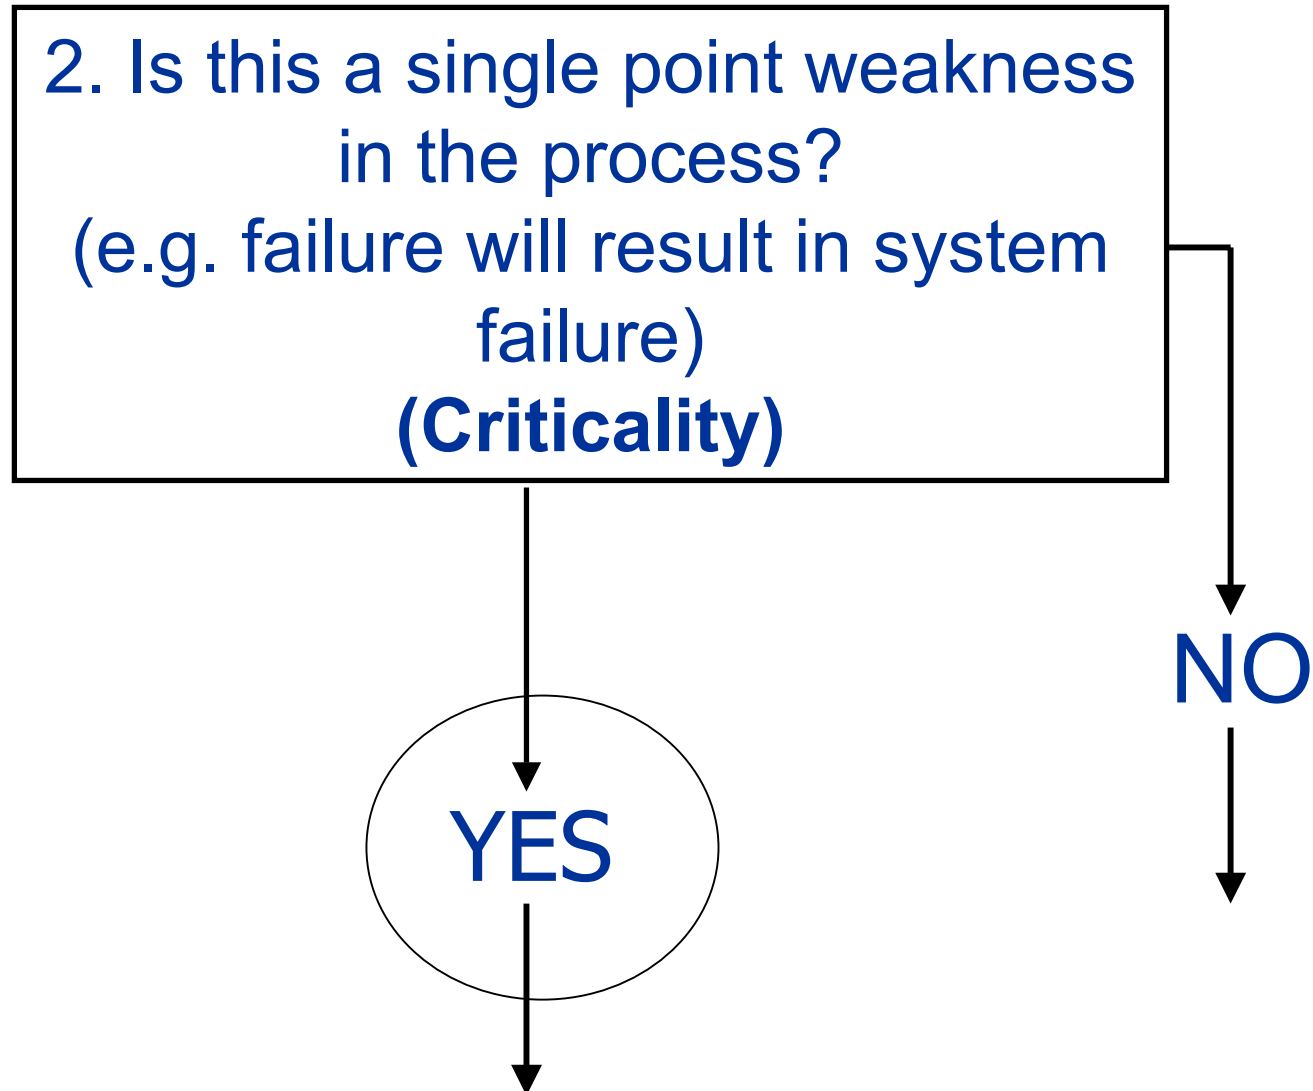 2. Is this a single point weakness
in the process?
(e.g. failure will result in system
failure)
(Criticality)
NO
YES